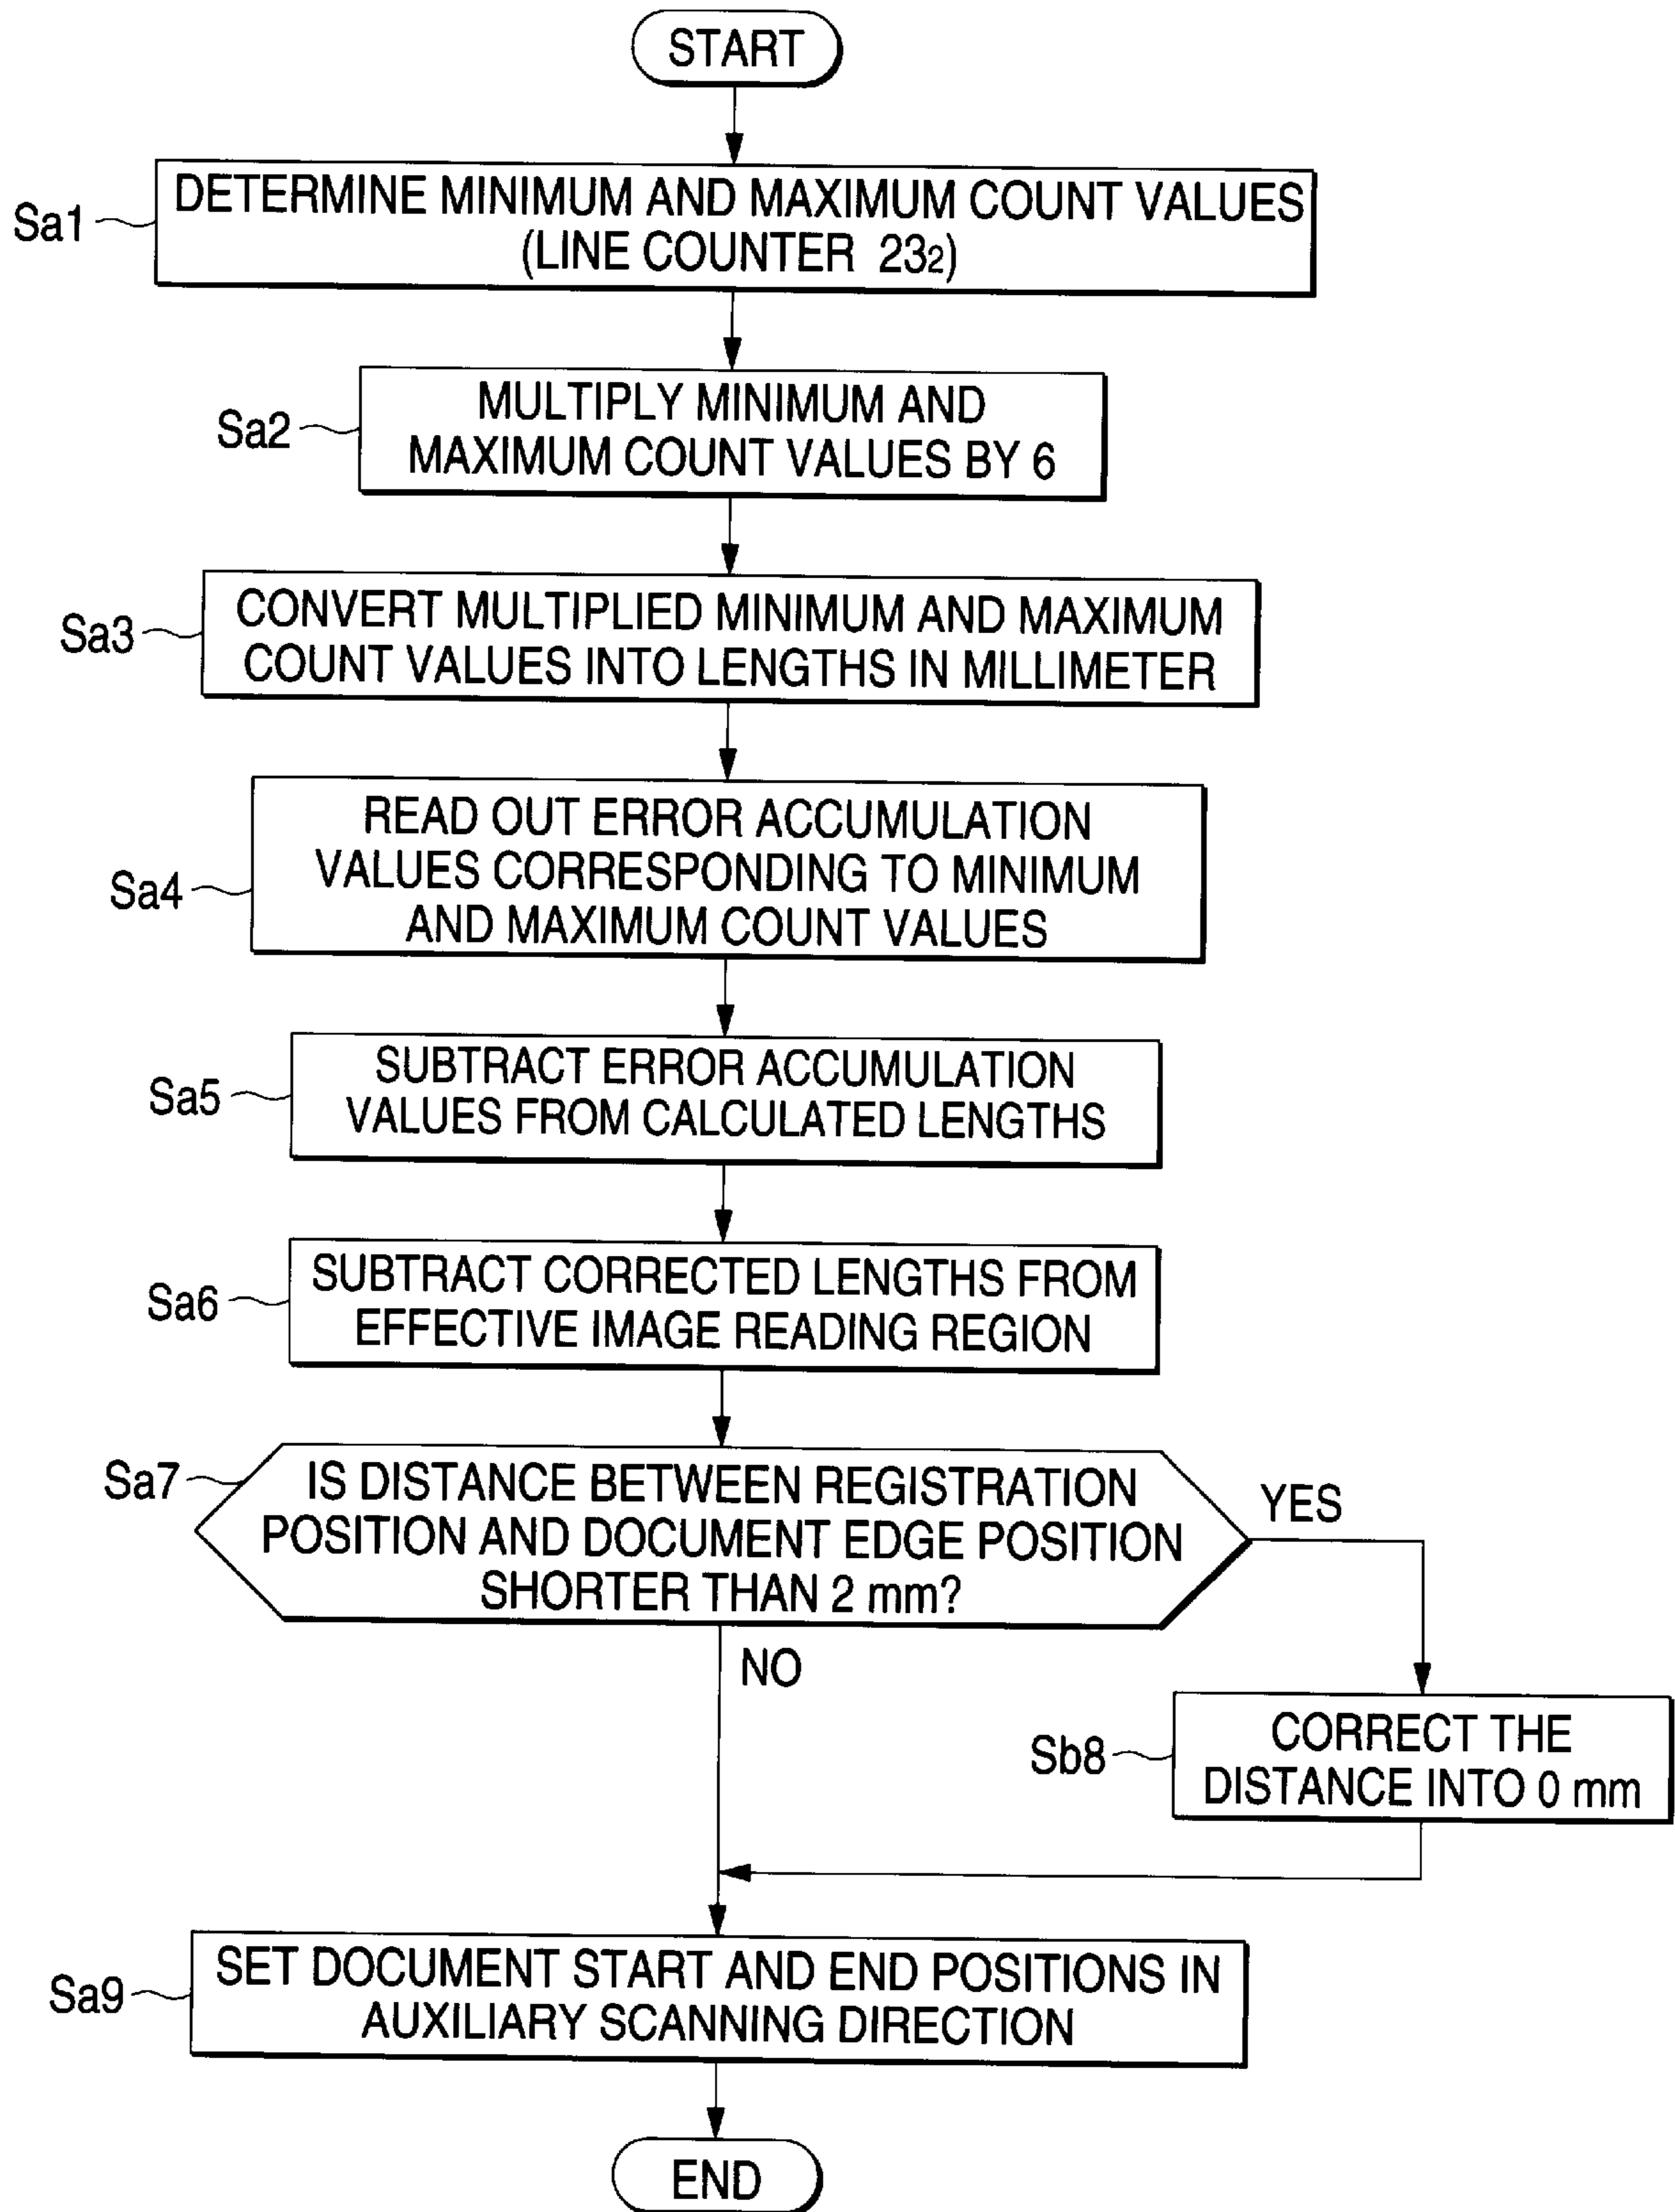 START
Sa1
DETERMINE MINIMUM AND MAXIMUM COUNT VALUES
(LINE COUNTER 23₂)
Sa2
MULTIPLY MINIMUM AND
MAXIMUM COUNT VALUES BY 6
Sa3
CONVERT MULTIPLIED MINIMUM AND MAXIMUM
COUNT VALUES INTO LENGTHS IN MILLIMETER
Sa4
READ OUT ERROR ACCUMULATION
VALUES CORRESPONDING TO MINIMUM
AND MAXIMUM COUNT VALUES
Sa5
SUBTRACT ERROR ACCUMULATION
VALUES FROM CALCULATED LENGTHS
Sa6
SUBTRACT CORRECTED LENGTHS FROM
EFFECTIVE IMAGE READING REGION
Sa7
IS DISTANCE BETWEEN REGISTRATION
POSITION AND DOCUMENT EDGE POSITION
SHORTER THAN 2 mm?
YES
NO
Sb8
CORRECT THE
DISTANCE INTO 0 mm
Sa9
SET DOCUMENT START AND END POSITIONS IN
AUXILIARY SCANNING DIRECTION
END